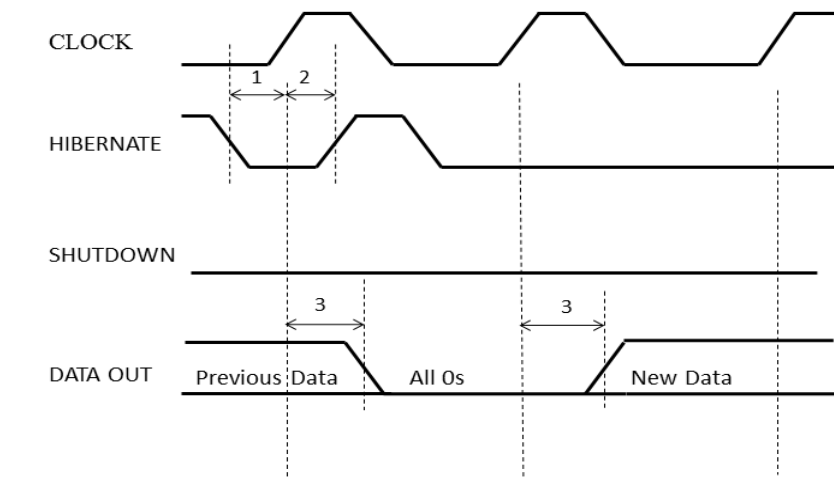 CLOCK
1 2
HIBERNATE
SHUTDOWN
3 3
DATA OUT Previous Data All 0s New Data